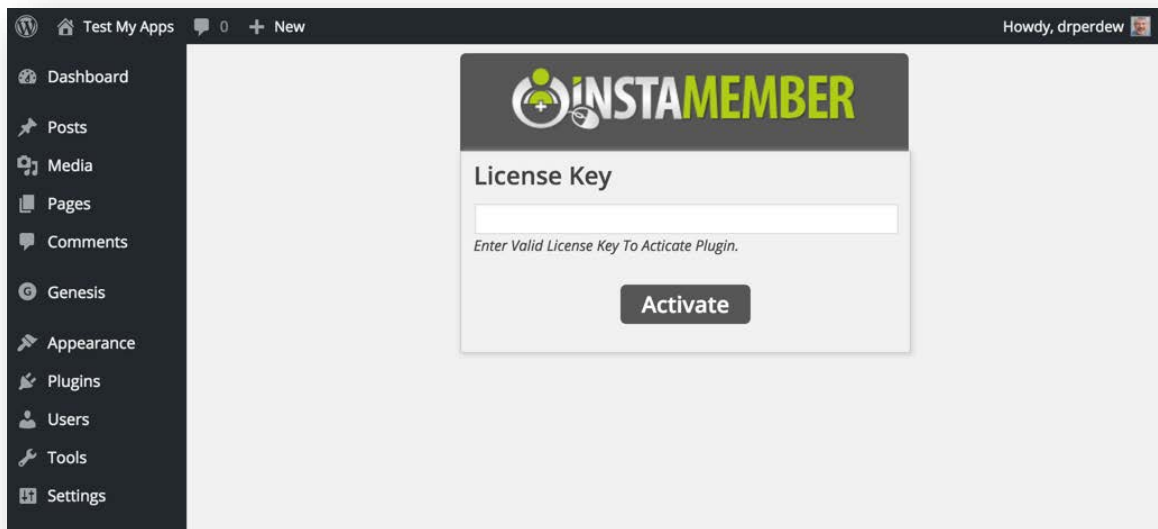 Test My Apps 0 + New Howdy, drperdew
Dashboard
Posts
Media
Pages
Comments
G Genesis
Appearance
Plugins
Users
Tools
Settings
INSTAMEMBER
License Key
Enter Valid License Key To Acticate Plugin.
Activate